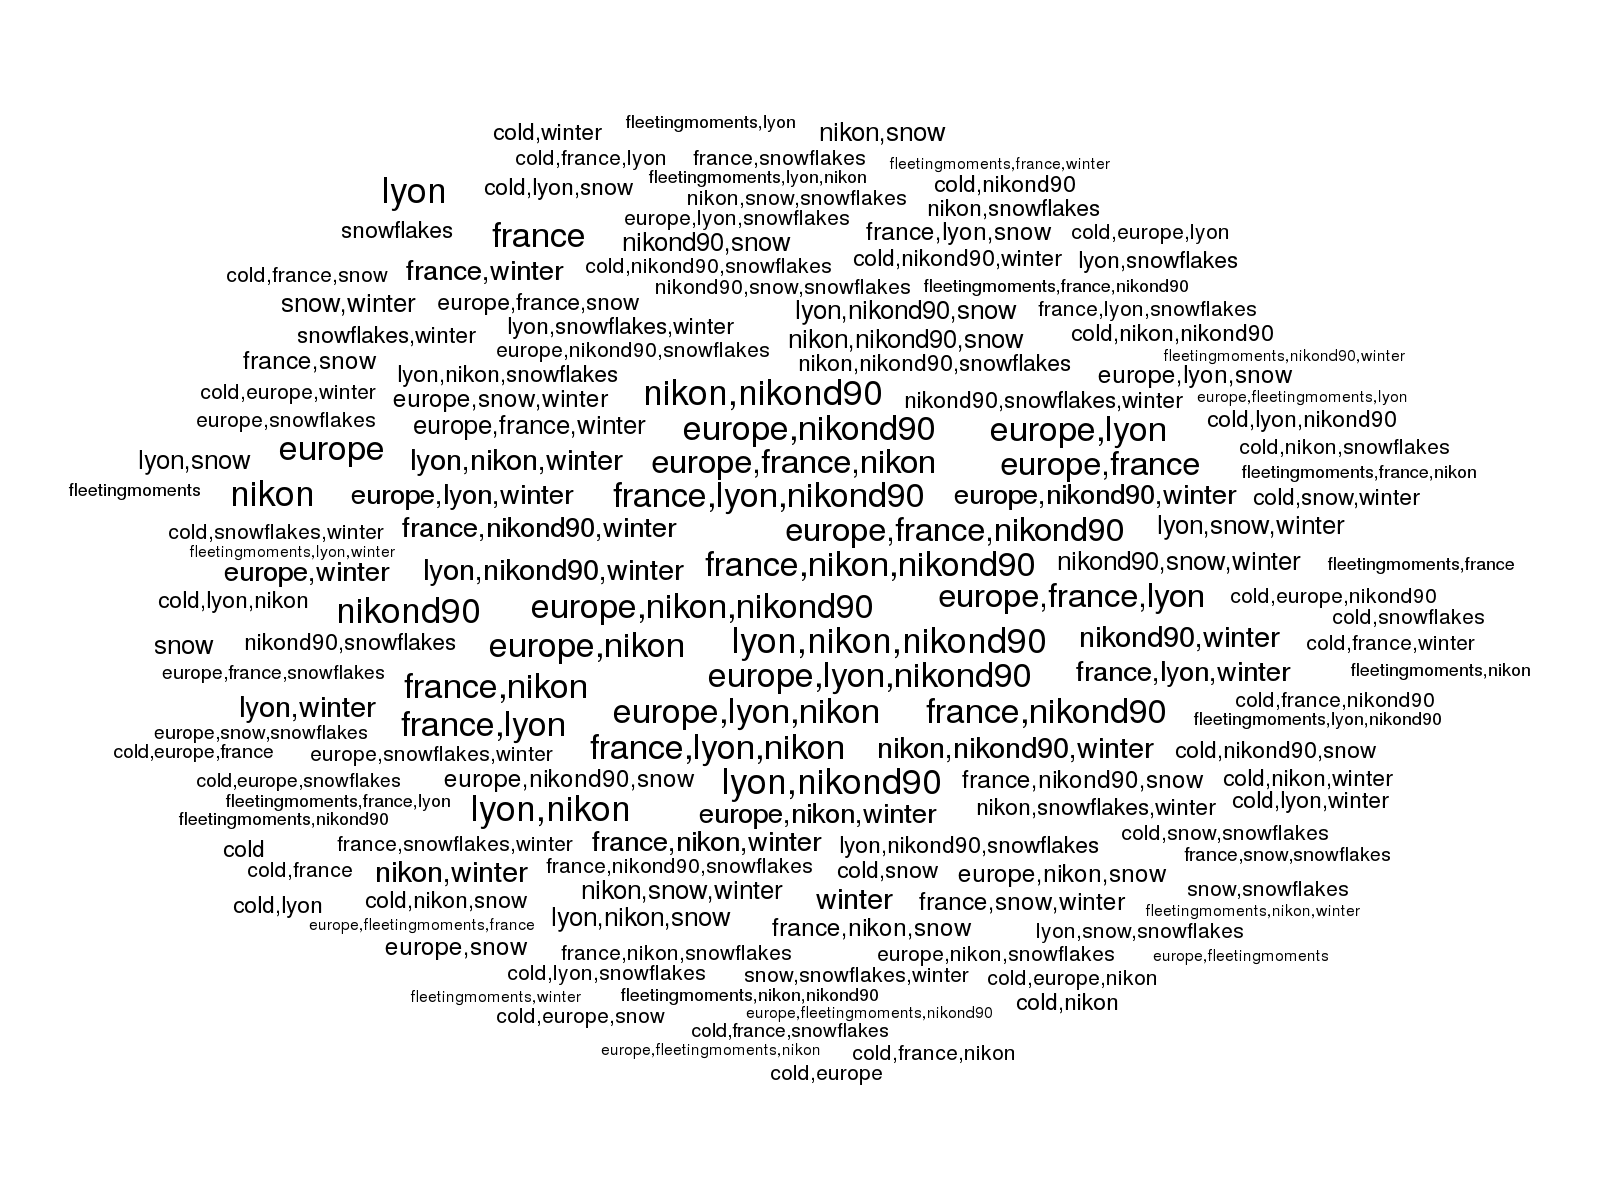 cold,winter fleetingmoments,lyon nikon,snow
cold,france,lyon france,snowflakes fleetingmoments,france,winter
lyon cold,lyon,snow fleetingmoments,lyon,nikon cold,nikond90
nikon,snow,snowflakes nikon,snowflakes
snowflakes france europe,lyon,snowflakes france,lyon,snow cold,europe,lyon
nikond90,snow
cold,france,snow france,winter cold,nikond90,snowflakes cold,nikond90,winter lyon,snowflakes
nikond90,snow,snowflakes fleetingmoments,france,nikond90
snow,winter europe,france,snow lyon,nikond90,snow france,lyon,snowflakes
snowflakes,winter lyon,snowflakes,winter nikon,nikond90,snow cold,nikon,nikond90
france,snow europe,nikond90,snowflakes nikon,nikond90,snowflakes fleetingmoments,nikond90,winter
lyon,nikon,snowflakes europe,lyon,snow
cold,europe,winter europe,snow,winter nikon,nikond90 nikond90,snowflakes,winter europe,fleetingmoments,lyon
europe,snowflakes europe,france,winter europe,nikond90 europe,lyon cold,lyon,nikond90
lyon,snow europe lyon,nikon,winter europe,france,nikon europe,france cold,nikon,snowflakes
fleetingmoments,france,nikon
fleetingmoments nikon europe,lyon,winter france,lyon,nikond90 europe,nikond90,winter cold,snow,winter
cold,snowflakes,winter france,nikond90,winter europe,france,nikond90 lyon,snow,winter
fleetingmoments,lyon,winter
europe,winter lyon,nikond90,winter france,nikon,nikond90 nikond90,snow,winter fleetingmoments,france
cold,lyon,nikon nikond90 europe,nikon,nikond90 europe,france,lyon cold,europe,nikond90
cold,snowflakes
snow nikond90,snowflakes europe,nikon lyon,nikon,nikond90 nikond90,winter cold,france,winter
europe,france,snowflakes france,nikon europe,lyon,nikond90 france,lyon,winter fleetingmoments,nikon
lyon,winter france,lyon europe,lyon,nikon france,nikond90 cold,france,nikond90
fleetingmoments,lyon,nikond90
europe,snow,snowflakes
cold,europe,france europe,snowflakes,winter france,lyon,nikon nikon,nikond90,winter cold,nikond90,snow
cold,europe,snowflakes europe,nikond90,snow lyon,nikond90 france,nikond90,snow cold,nikon,winter
fleetingmoments,france,lyon lyon,nikon europe,nikon,winter nikon,snowflakes,winter cold,lyon,winter
fleetingmoments,nikond90
cold france,snowflakes,winter france,nikon,winter lyon,nikond90,snowflakes cold,snow,snowflakes
france,snow,snowflakes
cold,france nikon,winter france,nikond90,snowflakes cold,snow europe,nikon,snow
nikon,snow,winter snow,snowflakes
cold,lyon cold,nikon,snow winter france,snow,winter fleetingmoments,nikon,winter
europe,fleetingmoments,france lyon,nikon,snow france,nikon,snow lyon,snow,snowflakes
europe,snow france,nikon,snowflakes europe,nikon,snowflakes europe,fleetingmoments
cold,lyon,snowflakes snow,snowflakes,winter cold,europe,nikon
fleetingmoments,winter fleetingmoments,nikon,nikond90 cold,nikon
cold,europe,snow europe,fleetingmoments,nikond90
cold,france,snowflakes
europe,fleetingmoments,nikon cold,france,nikon
cold,europe